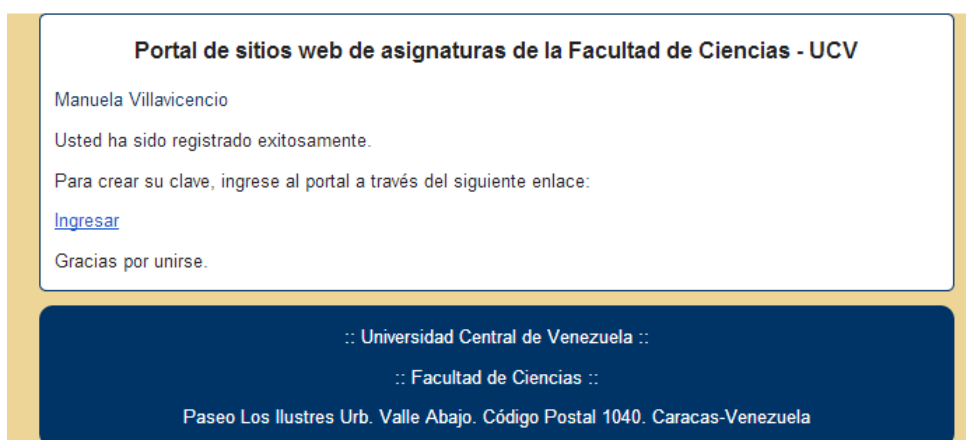 Portal de sitios web de asignaturas de la Facultad de Ciencias - UCV
Manuela Villavicencio
Usted ha sido registrado exitosamente.
Para crear su clave, ingrese al portal a través del siguiente enlace:
Ingresar
Gracias por unirse.
:: Universidad Central de Venezuela ::
:: Facultad de Ciencias ::
Paseo Los Ilustres Urb. Valle Abajo. Código Postal 1040. Caracas-Venezuela